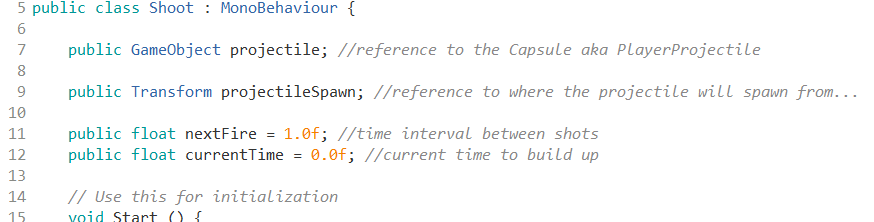 5 public class Shoot : MonoBehaviour {
6
7 public GameObject projectile; //reference to the Capsule aka PlayerProjectile
8
9 public Transform projectileSpawn; //reference to where the projectile will spawn from...
10
11 public float nextFire = 1.0f; //time interval between shots
12 public float currentTime = 0.0f; //current time to build up
13
14 // Use this for initialization
15 void Start () {